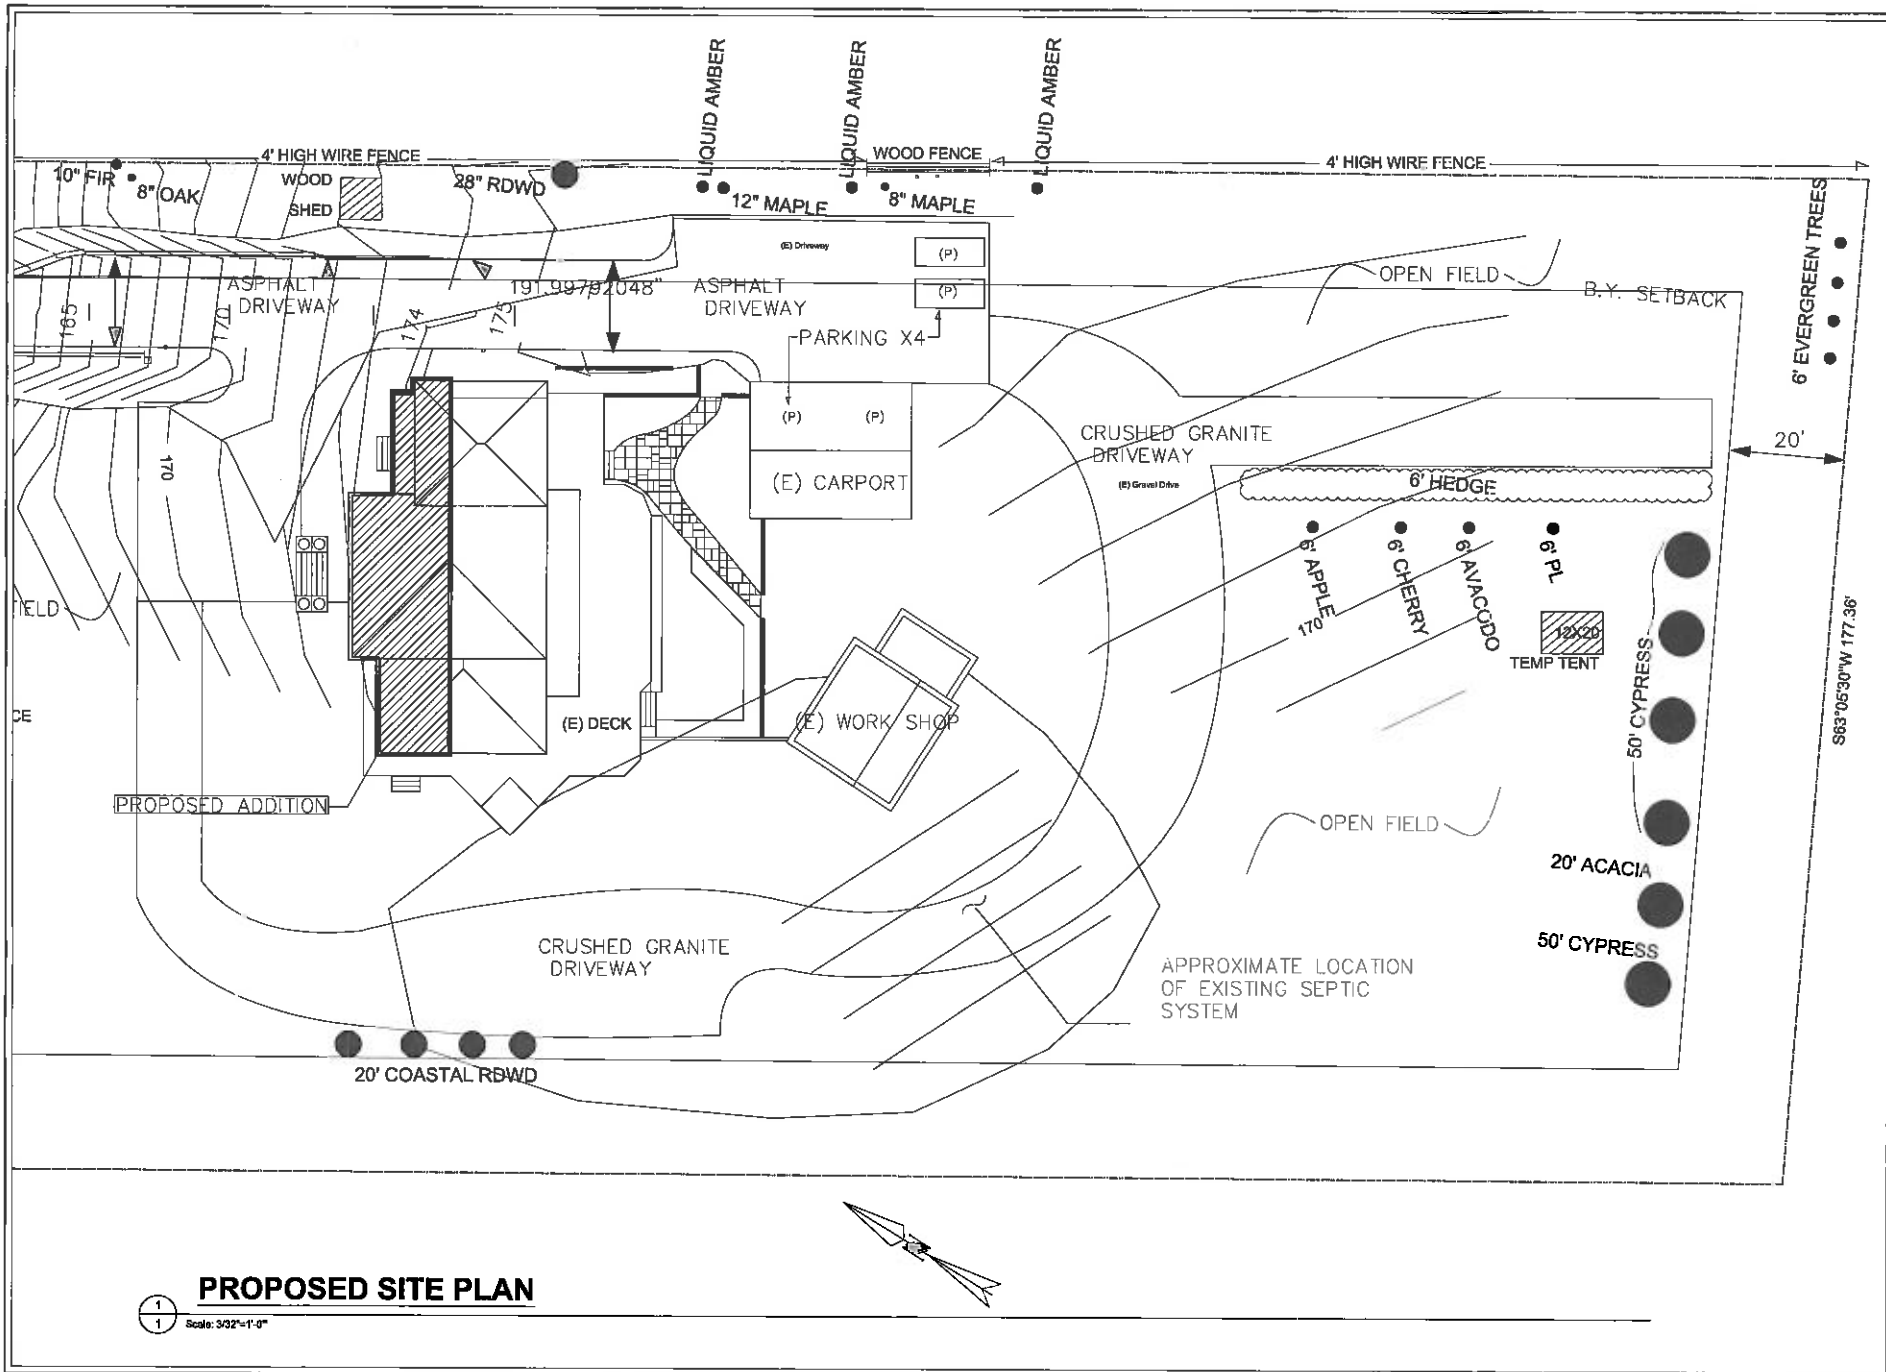 LIQUID AMBER
LIQUID AMBER
LIQUID AMBER
4' HIGH WIRE FENCE
WOOD FENCE
4' HIGH WIRE FENCE
10" FIR
8" OAK
WOOD
SHED
28" RDWD
12" MAPLE
8" MAPLE
6' EVERGREEN TREES
(E) Driveway
(P)
(P)
OPEN FIELD
B.Y. SETBACK
ASPHALT
DRIVEWAY
191.99792048"
ASPHALT
DRIVEWAY
165
170
174
175
PARKING X4
(P)
(P)
(E) CARPORT
CRUSHED GRANITE
DRIVEWAY
(E) Gravel Drive
20'
6' HEDGE
170
6' APPLE
6' CHERRY
6' AVACODO
6' PL
170
12X20
TEMP TENT
50' CYPRESS
S63°05'30"W 177.36'
IELD
CE
(E) DECK
(E) WORK SHOP
PROPOSED ADDITION
OPEN FIELD
20' ACACIA
50' CYPRESS
CRUSHED GRANITE
DRIVEWAY
APPROXIMATE LOCATION
OF EXISTING SEPTIC
SYSTEM
20' COASTAL RDWD
1
1
PROPOSED SITE PLAN
Scale: 3/32"=1'-0"